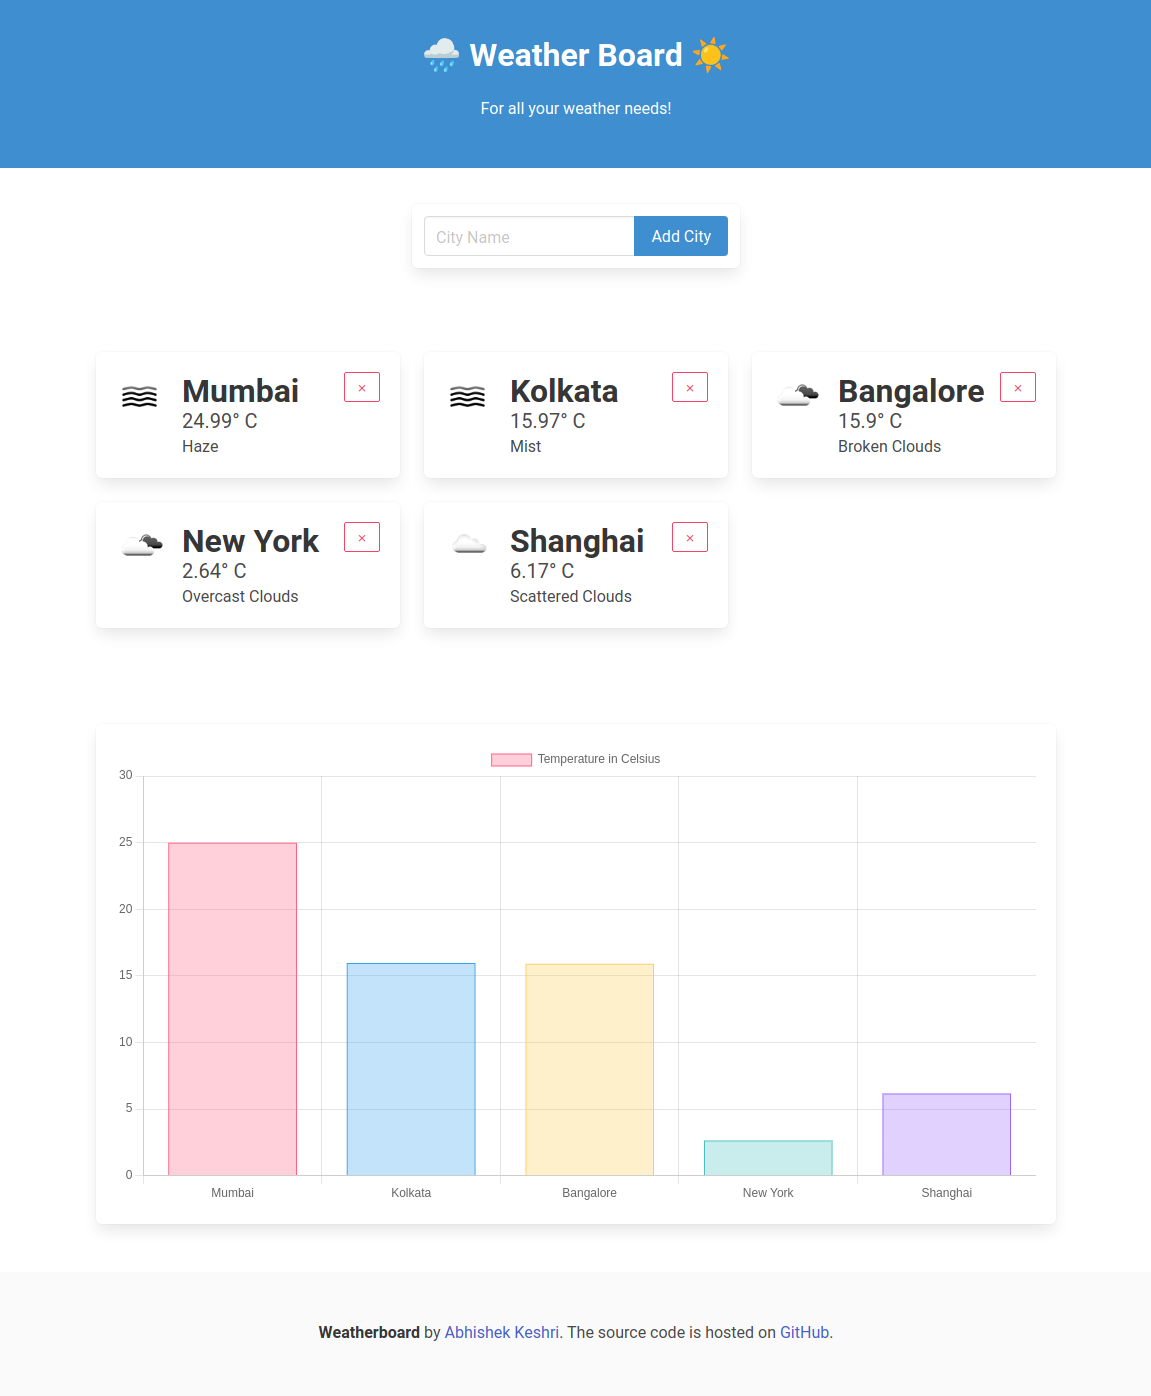 🌧️ Weather Board ☀️
For all your weather needs!
City Name
Add City
Mumbai
×
24.99° C
Haze
Kolkata
×
15.97° C
Mist
Bangalore
×
15.9° C
Broken Clouds
New York
×
2.64° C
Overcast Clouds
Shanghai
×
6.17° C
Scattered Clouds
Temperature in Celsius
30
25
20
15
10
5
0
Mumbai Kolkata Bangalore New York Shanghai
Weatherboard by Abhishek Keshri. The source code is hosted on GitHub.